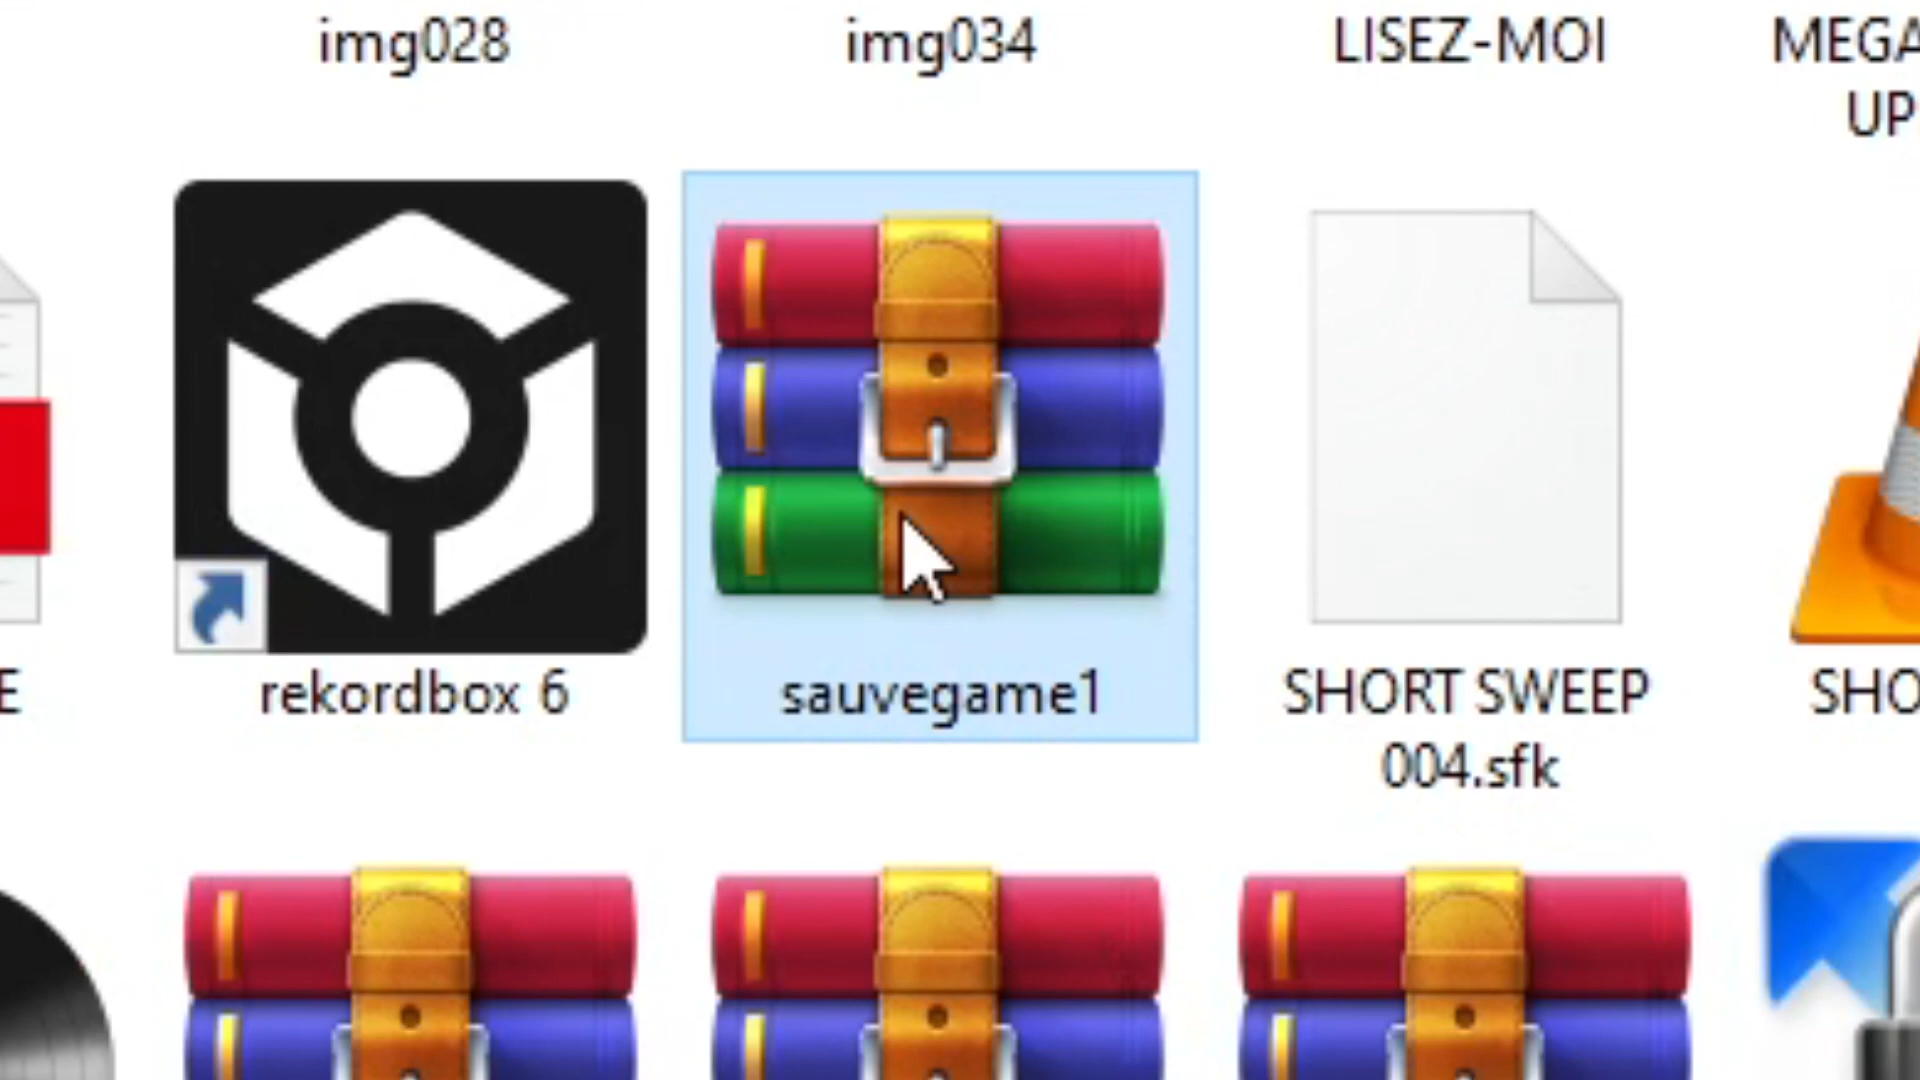 img028
img034
LISEZ-MOI
MEGA
UP
E
rekordbox 6
sauvegame1
SHORT SWEEP
004.sfk
SHO